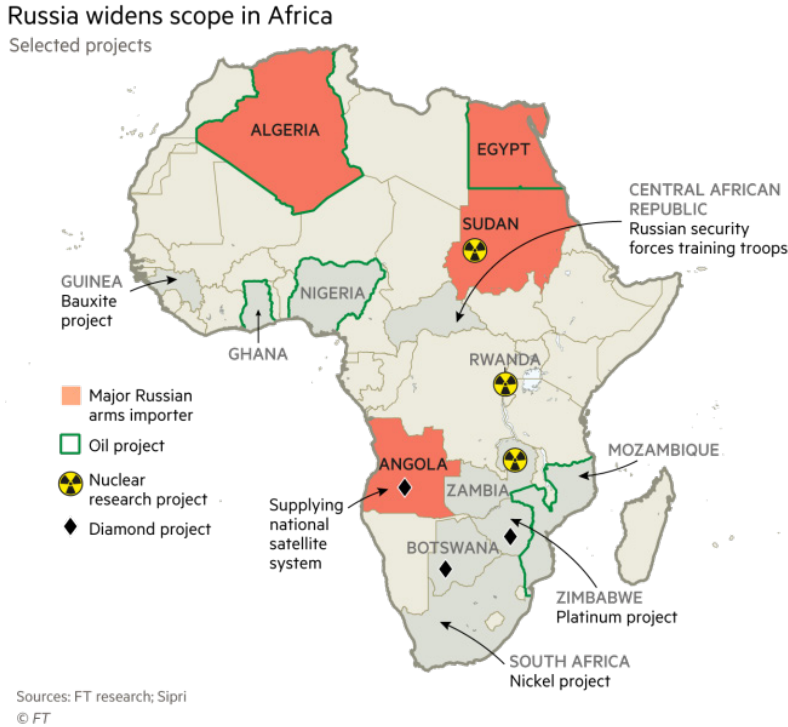 Russia widens scope in Africa
Selected projects
ALGERIA
EGYPT
CENTRAL AFRICAN
REPUBLIC
Russian security
forces training troops
SUDAN
GUINEA
Bauxite
project
NIGERIA
GHANA
RWANDA
Major Russian
arms importer
Oil project
Nuclear
research project
Diamond project
MOZAMBIQUE
ANGOLA
ZAMBIA
Supplying
national
satellite
system
BOTSWANA
ZIMBABWE
Platinum project
SOUTH AFRICA
Nickel project
Sources: FT research; Sipri
© FT